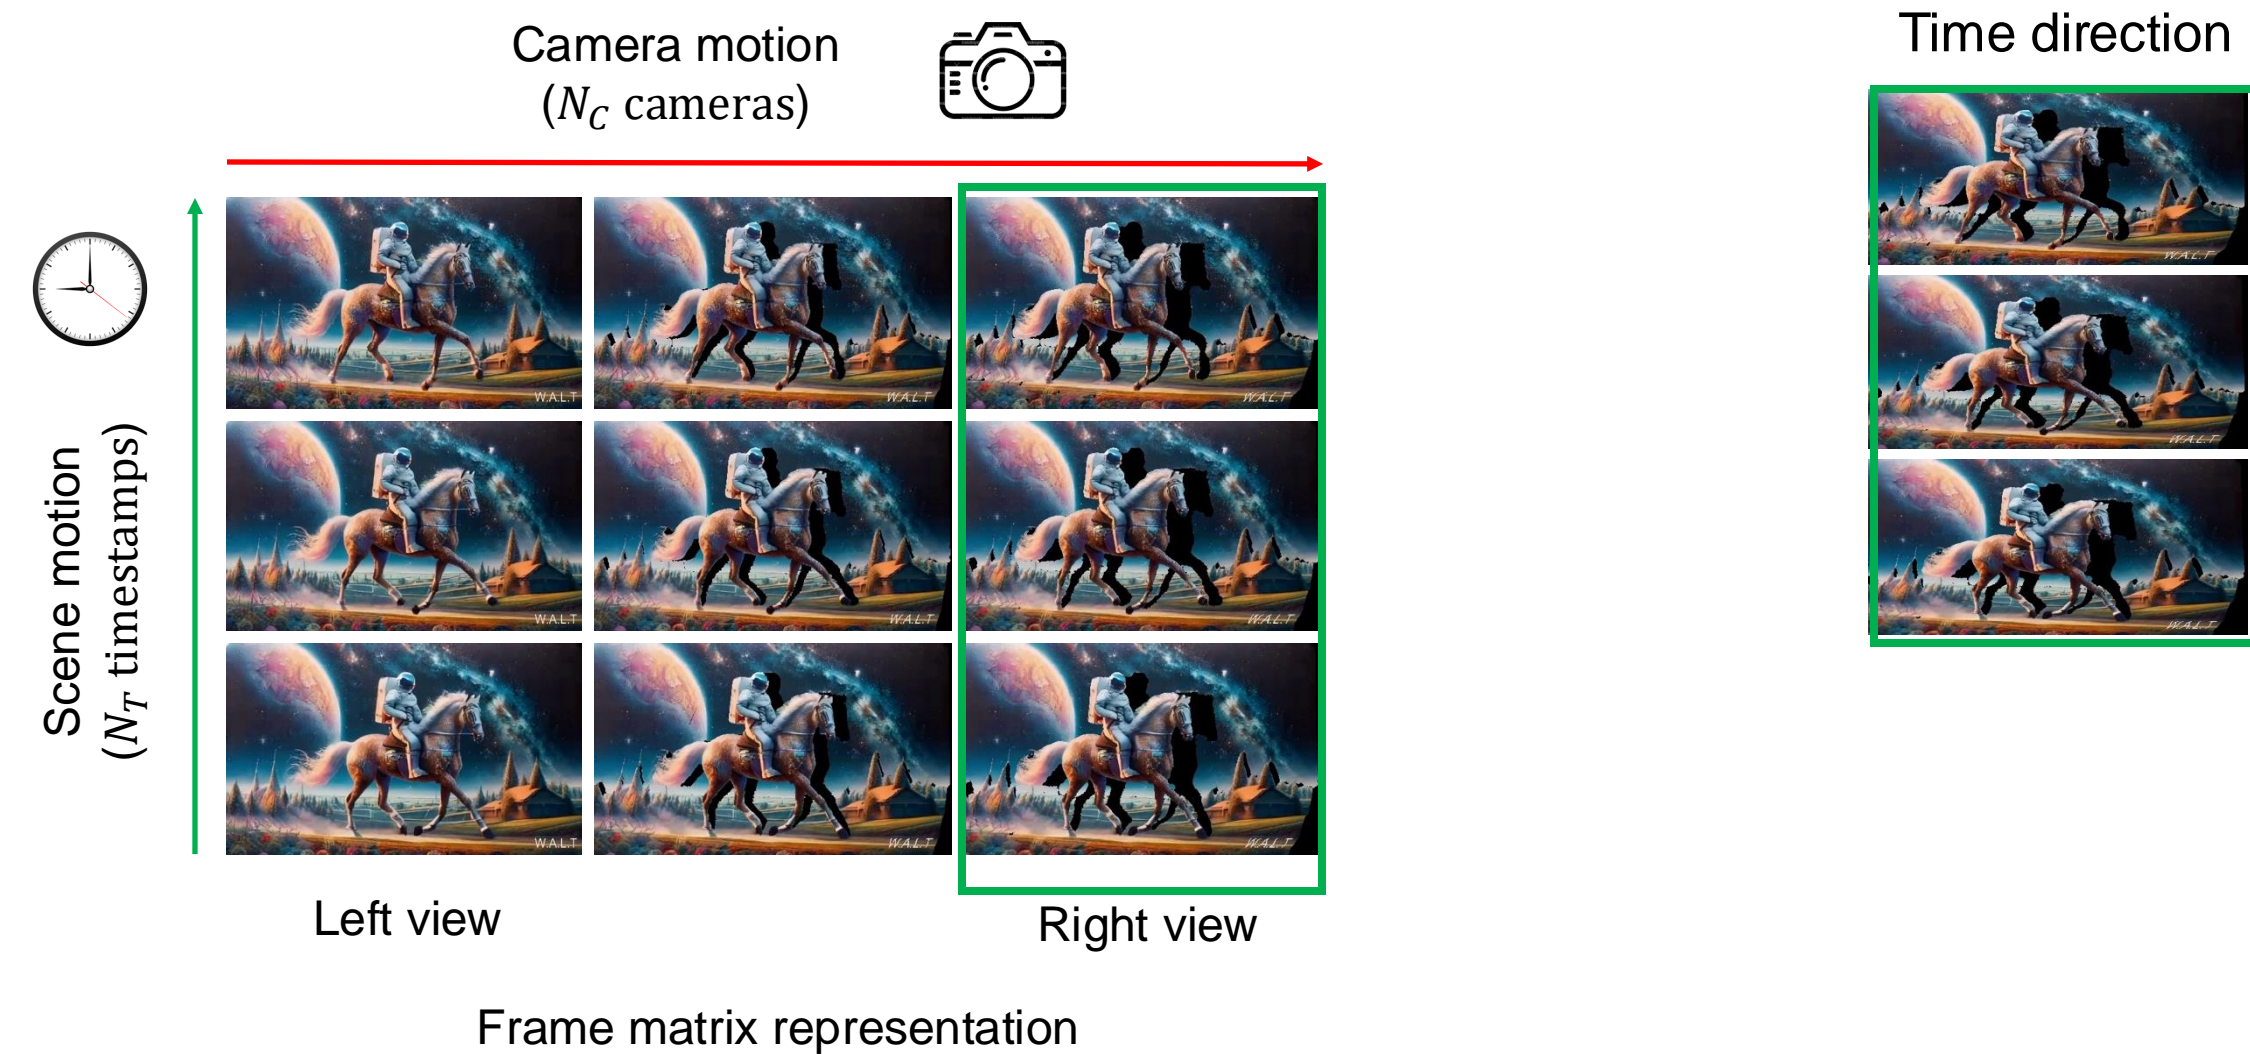 Camera motion
(N_C cameras)
Time direction
Scene motion
(N_T timestamps)
W.A.L.T
W.A.L.T
W.A.L.T
W.A.L.T
W.A.L.T
W.A.L.T
W.A.L.T
W.A.L.T
W.A.L.T
W.A.L.T
W.A.L.T
W.A.L.T
Left view
Right view
Frame matrix representation